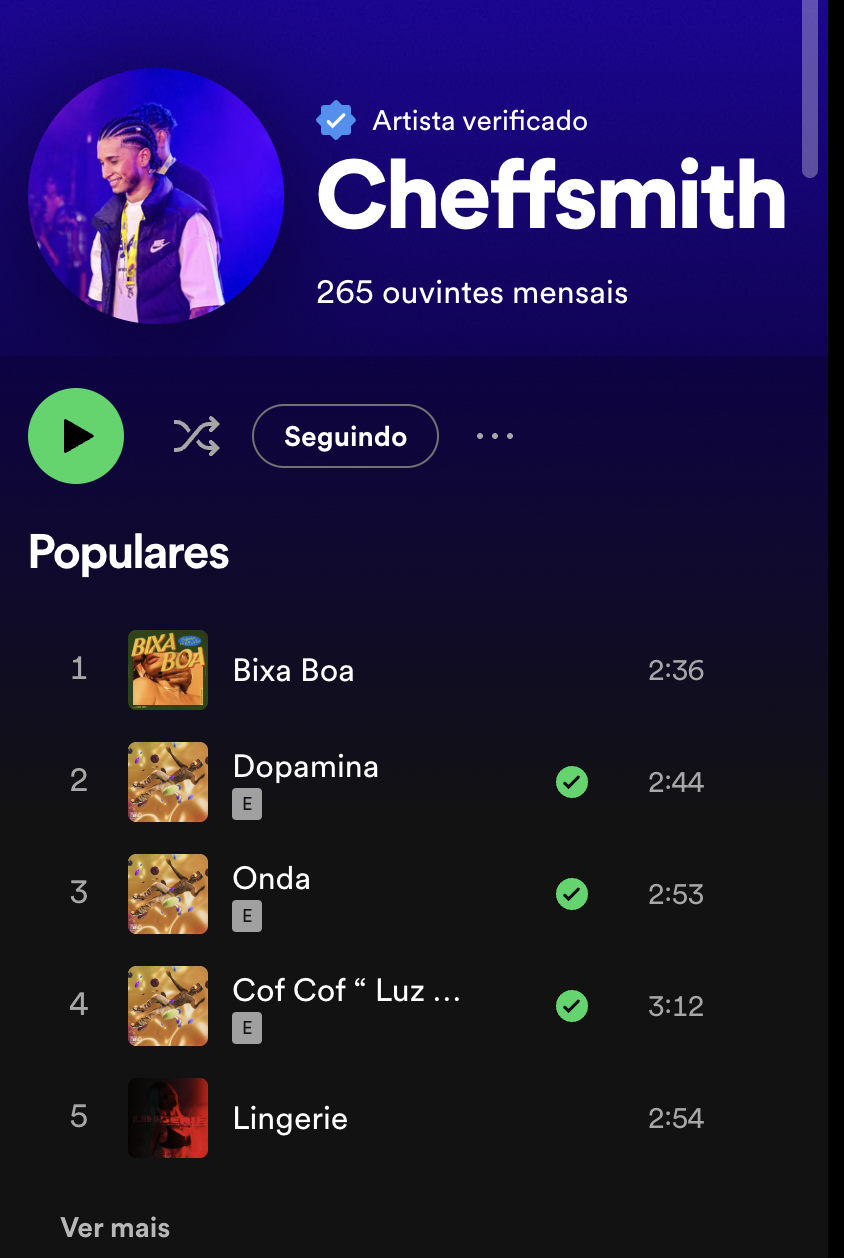 Artista verificado
Cheffsmith
265 ouvintes mensais
Seguindo
Populares
1
BIXA
BOA
Bixa Boa
2:36
2
Dopamina
E
2:44
3
Onda
E
2:53
4
Cof Cof “ Luz ...
E
3:12
5
LINGERIE
Lingerie
2:54
Ver mais